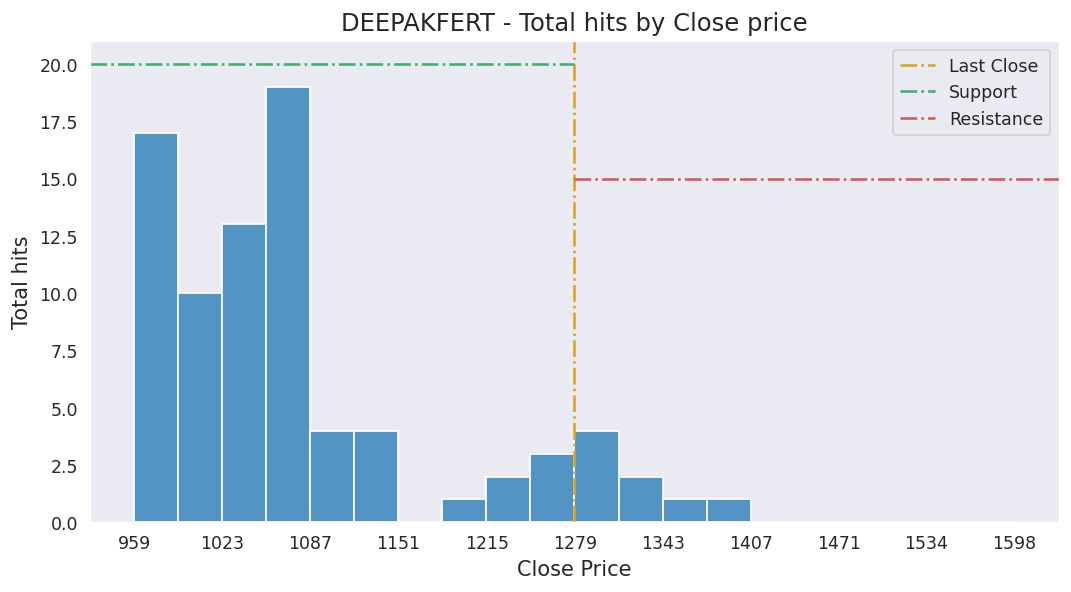 DEEPAKFERT - Total hits by Close price
Last Close
Support
Resistance
Total hits
20.0
17.5
15.0
12.5
10.0
7.5
5.0
2.5
0.0
959 1023 1087 1151 1215 1279 1343 1407 1471 1534 1598
Close Price